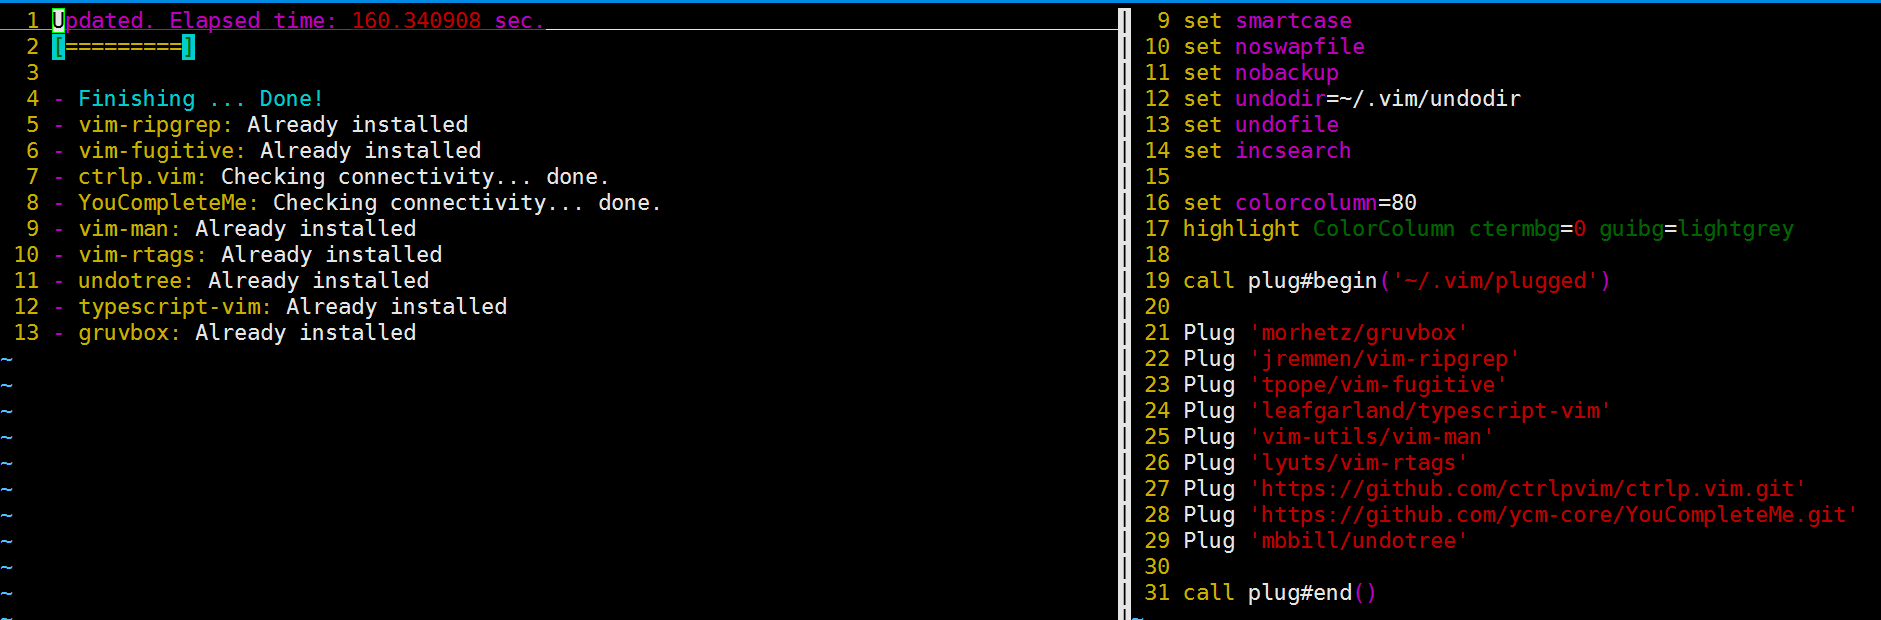 1 Updated. Elapsed time: 160.340908 sec.
2 [=========]
3
4 - Finishing ... Done!
5 - vim-ripgrep: Already installed
6 - vim-fugitive: Already installed
7 - ctrlp.vim: Checking connectivity... done.
8 - YouCompleteMe: Checking connectivity... done.
9 - vim-man: Already installed
10 - vim-rtags: Already installed
11 - undotree: Already installed
12 - typescript-vim: Already installed
13 - gruvbox: Already installed
~
~
~
~
~
~
~
~
~
~
~
9 set smartcase
10 set noswapfile
11 set nobackup
12 set undodir=~/.vim/undodir
13 set undofile
14 set incsearch
15
16 set colorcolumn=80
17 highlight ColorColumn ctermbg=0 guibg=lightgrey
18
19 call plug#begin('~/.vim/plugged')
20
21 Plug 'morhetz/gruvbox'
22 Plug 'jremmen/vim-ripgrep'
23 Plug 'tpope/vim-fugitive'
24 Plug 'leafgarland/typescript-vim'
25 Plug 'vim-utils/vim-man'
26 Plug 'lyuts/vim-rtags'
27 Plug 'https://github.com/ctrlpvim/ctrlp.vim.git'
28 Plug 'https://github.com/ycm-core/YouCompleteMe.git'
29 Plug 'mbbill/undotree'
30
31 call plug#end()
~